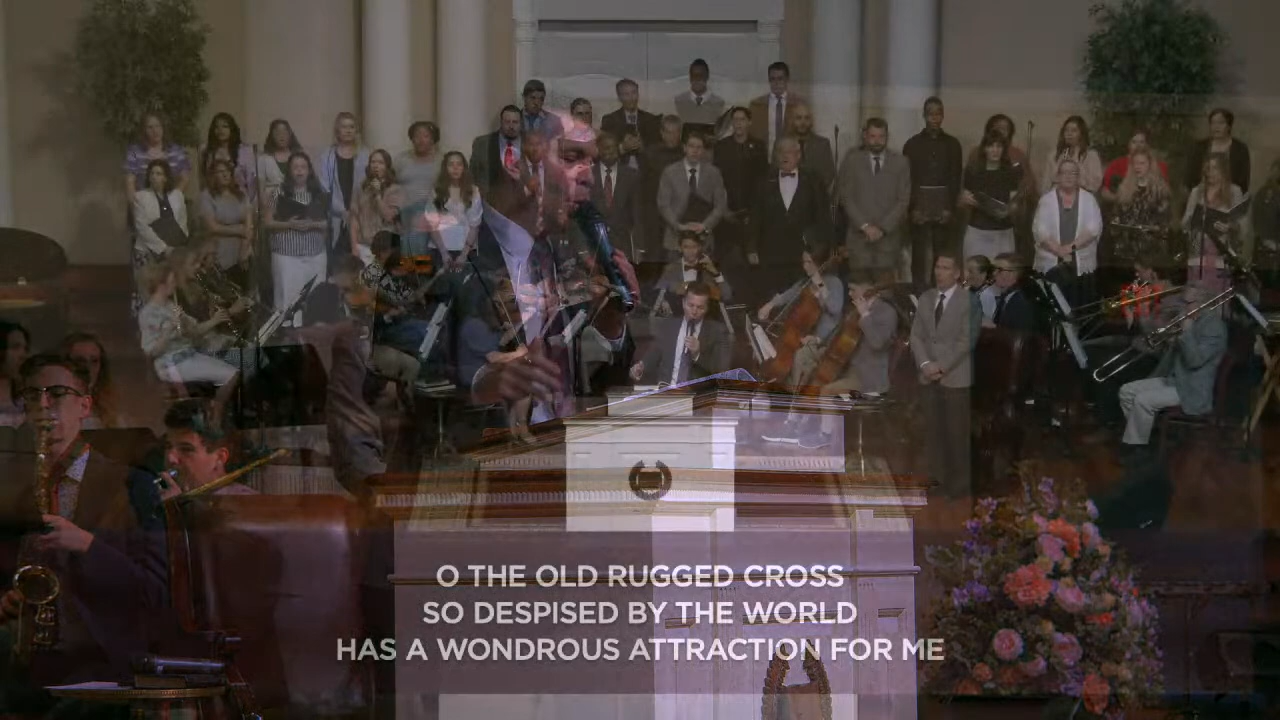 O THE OLD RUGGED CROSS
SO DESPISED BY THE WORLD
HAS A WONDROUS ATTRACTION FOR ME